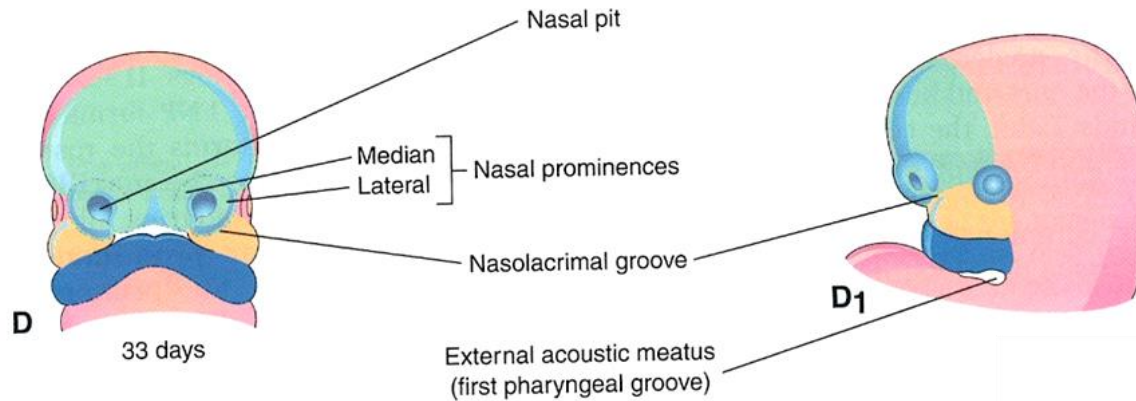 Nasal pit
Median
Lateral
Nasal prominences
Nasolacrimal groove
D
33 days
D1
External acoustic meatus
(first pharyngeal groove)